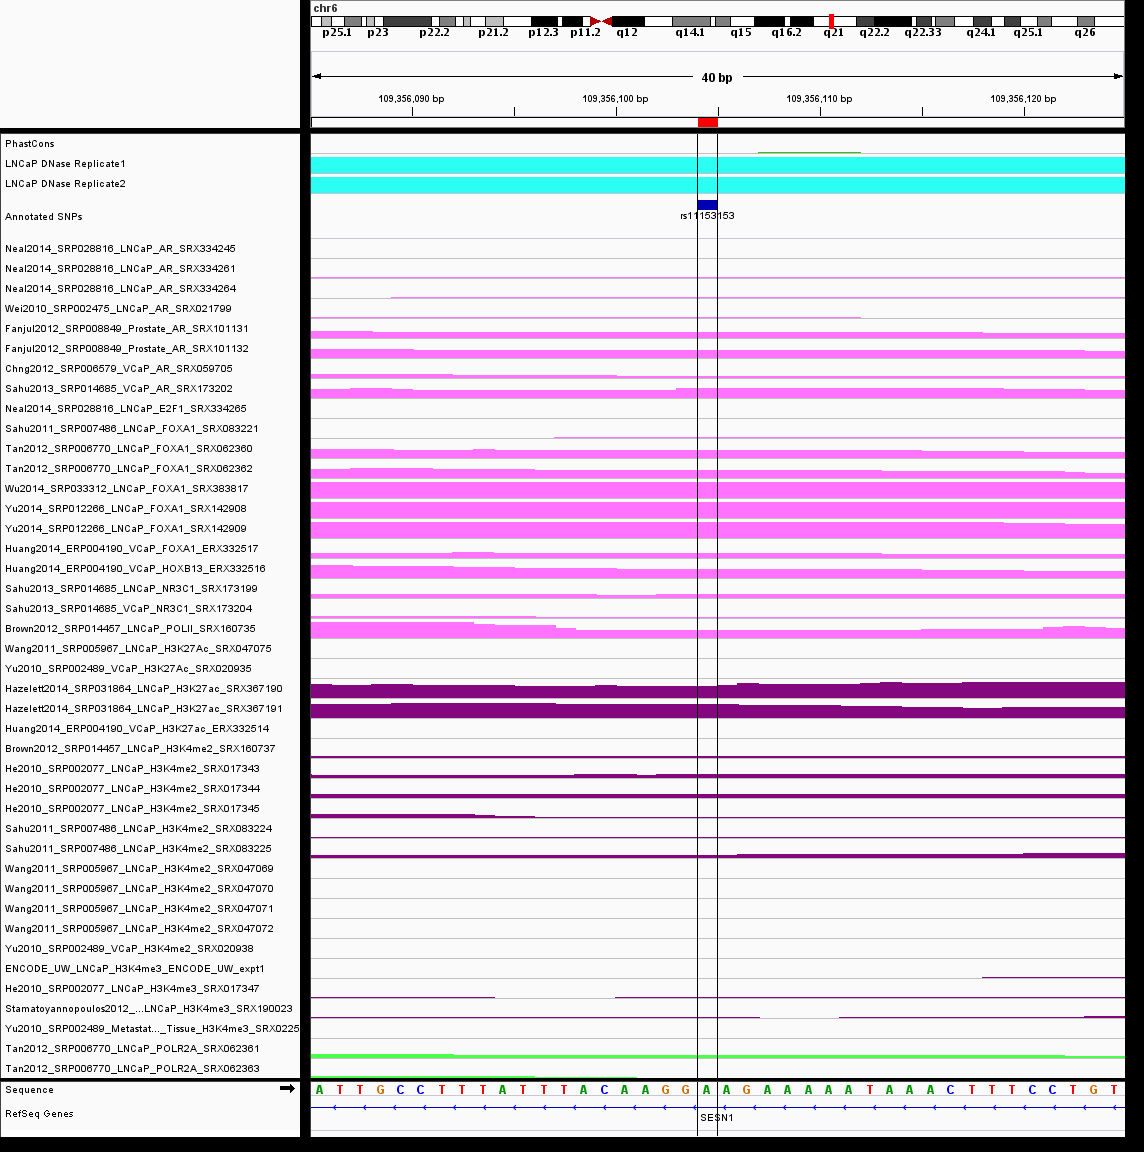 chr6
p25.1 p23 p22.2 p21.2 p12.3 p11.2 q12 q14.1 q15 q16.2 q21 q22.2 q22.33 q24.1 q25.1 q26
40 bp
109,356,090 bp 109,356,100 bp 109,356,110 bp 109,356,120 bp
PhastCons
LNCaP DNase Replicate1
LNCaP DNase Replicate2
Annotated SNPs
rs11153153
Neal2014_SRP028816_LNCaP_AR_SRX334245
Neal2014_SRP028816_LNCaP_AR_SRX334261
Neal2014_SRP028816_LNCaP_AR_SRX334264
Wei2010_SRP002475_LNCaP_AR_SRX021799
Fanjul2012_SRP008849_Prostate_AR_SRX101131
Fanjul2012_SRP008849_Prostate_AR_SRX101132
Chng2012_SRP006579_VCaP_AR_SRX059705
Sahu2013_SRP014685_VCaP_AR_SRX173202
Neal2014_SRP028816_LNCaP_E2F1_SRX334265
Sahu2011_SRP007486_LNCaP_FOXA1_SRX083221
Tan2012_SRP006770_LNCaP_FOXA1_SRX062360
Tan2012_SRP006770_LNCaP_FOXA1_SRX062362
Wu2014_SRP033312_LNCaP_FOXA1_SRX383817
Yu2014_SRP012266_LNCaP_FOXA1_SRX142908
Yu2014_SRP012266_LNCaP_FOXA1_SRX142909
Huang2014_ERP004190_VCaP_FOXA1_ERX332517
Huang2014_ERP004190_VCaP_HOXB13_ERX332516
Sahu2013_SRP014685_LNCaP_NR3C1_SRX173199
Sahu2013_SRP014685_VCaP_NR3C1_SRX173204
Brown2012_SRP014457_LNCaP_POLII_SRX160735
Wang2011_SRP005967_LNCaP_H3K27Ac_SRX047075
Yu2010_SRP002489_VCaP_H3K27Ac_SRX020935
Hazelett2014_SRP031864_LNCaP_H3K27ac_SRX367190
Hazelett2014_SRP031864_LNCaP_H3K27ac_SRX367191
Huang2014_ERP004190_VCaP_H3K27ac_ERX332514
Brown2012_SRP014457_LNCaP_H3K4me2_SRX160737
He2010_SRP002077_LNCaP_H3K4me2_SRX017343
He2010_SRP002077_LNCaP_H3K4me2_SRX017344
He2010_SRP002077_LNCaP_H3K4me2_SRX017345
Sahu2011_SRP007486_LNCaP_H3K4me2_SRX083224
Sahu2011_SRP007486_LNCaP_H3K4me2_SRX083225
Wang2011_SRP005967_LNCaP_H3K4me2_SRX047069
Wang2011_SRP005967_LNCaP_H3K4me2_SRX047070
Wang2011_SRP005967_LNCaP_H3K4me2_SRX047071
Wang2011_SRP005967_LNCaP_H3K4me2_SRX047072
Yu2010_SRP002489_VCaP_H3K4me2_SRX020938
ENCODE_UW_LNCaP_H3K4me3_ENCODE_UW_expt1
He2010_SRP002077_LNCaP_H3K4me3_SRX017347
Stamatoyannopoulos2012_...LNCaP_H3K4me3_SRX190023
Yu2010_SRP002489_Metastat..._Tissue_H3K4me3_SRX0225
Tan2012_SRP006770_LNCaP_POLR2A_SRX062361
Tan2012_SRP006770_LNCaP_POLR2A_SRX062363
Sequence A T T G C C T T T A T T T A C A A G G A A G A A A A T A A A C T T T C C T G T
RefSeq Genes
SESN1